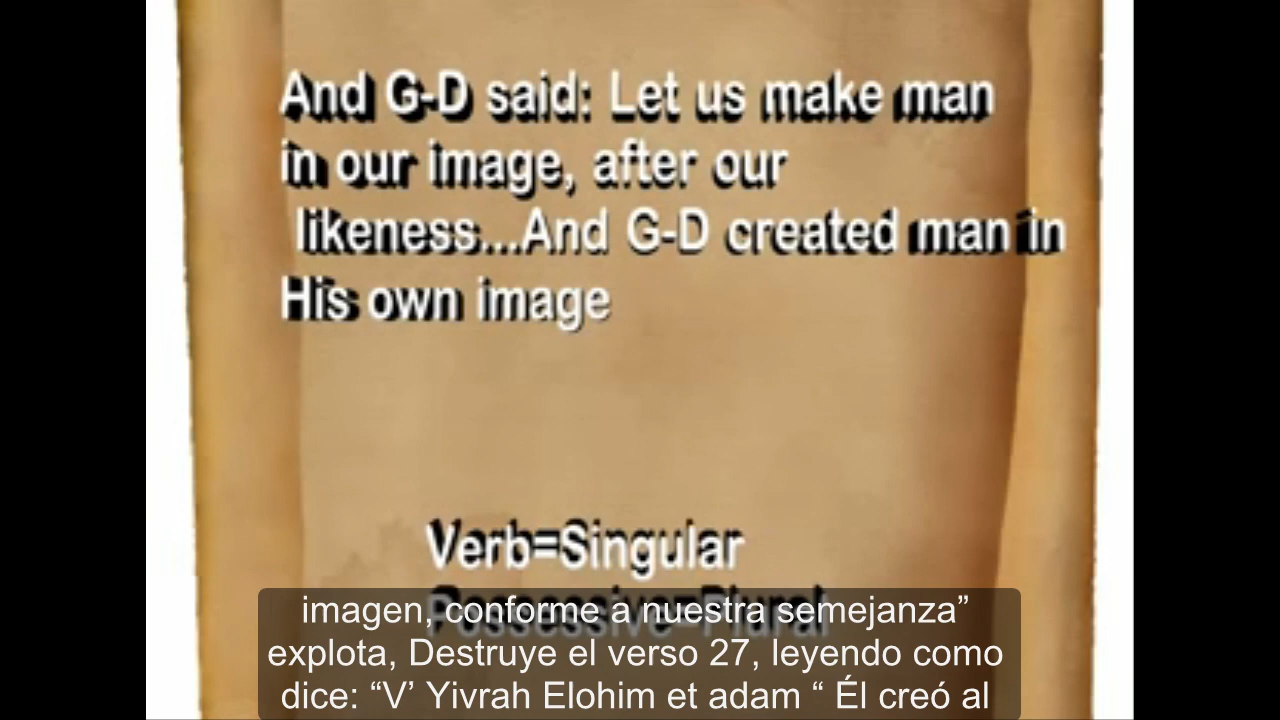 And G-D said: Let us make man
in our image, after our
likeness...And G-D created man in
His own image
Verb=Singular
Possessive=Plural
imagen, conforme a nuestra semejanza”
explota, Destruye el verso 27, leyendo como
dice: “V’ Yivrah Elohim et adam “ Él creó al